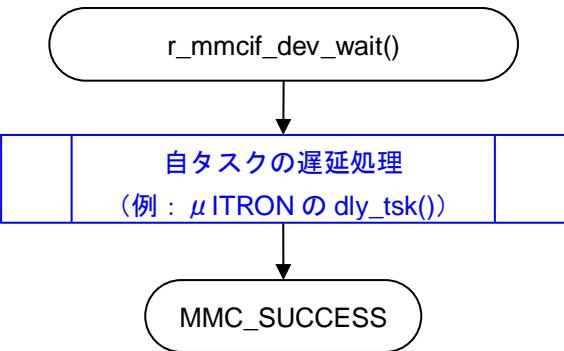 r_mmcif_dev_wait()
自タスクの遅延処理
（例：μITRON の dly_tsk()）
MMC_SUCCESS